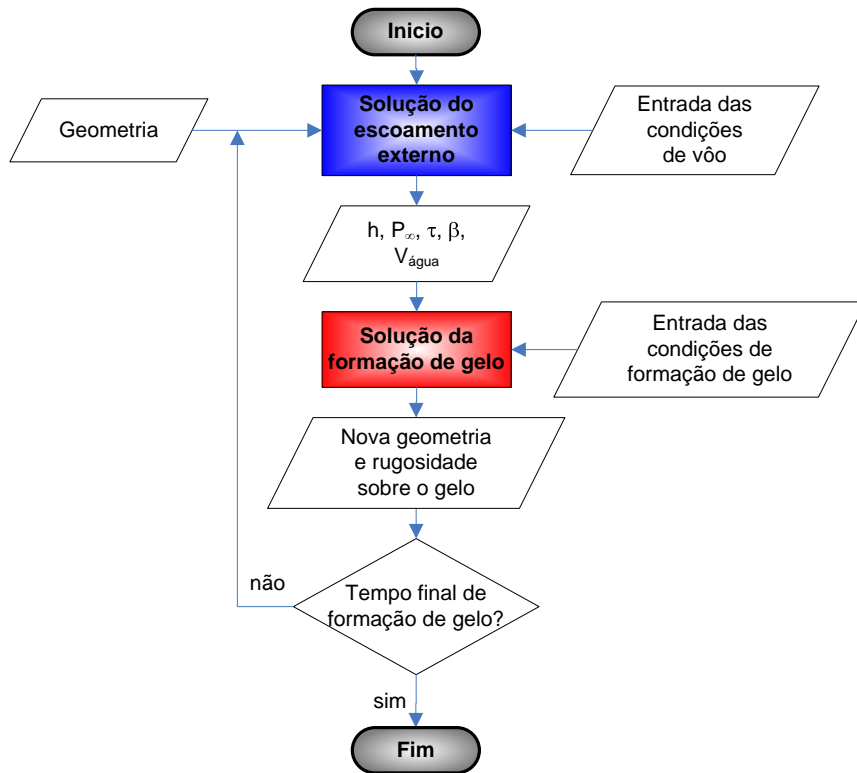 Inicio
Geometria
Solução do
escoamento
externo
Entrada das
condições
de vôo
h, P∞, τ, β,
Vágua
Solução da
formação de gelo
Entrada das
condições de
formação de gelo
Nova geometria
e rugosidade
sobre o gelo
não
Tempo final de
formação de gelo?
sim
Fim